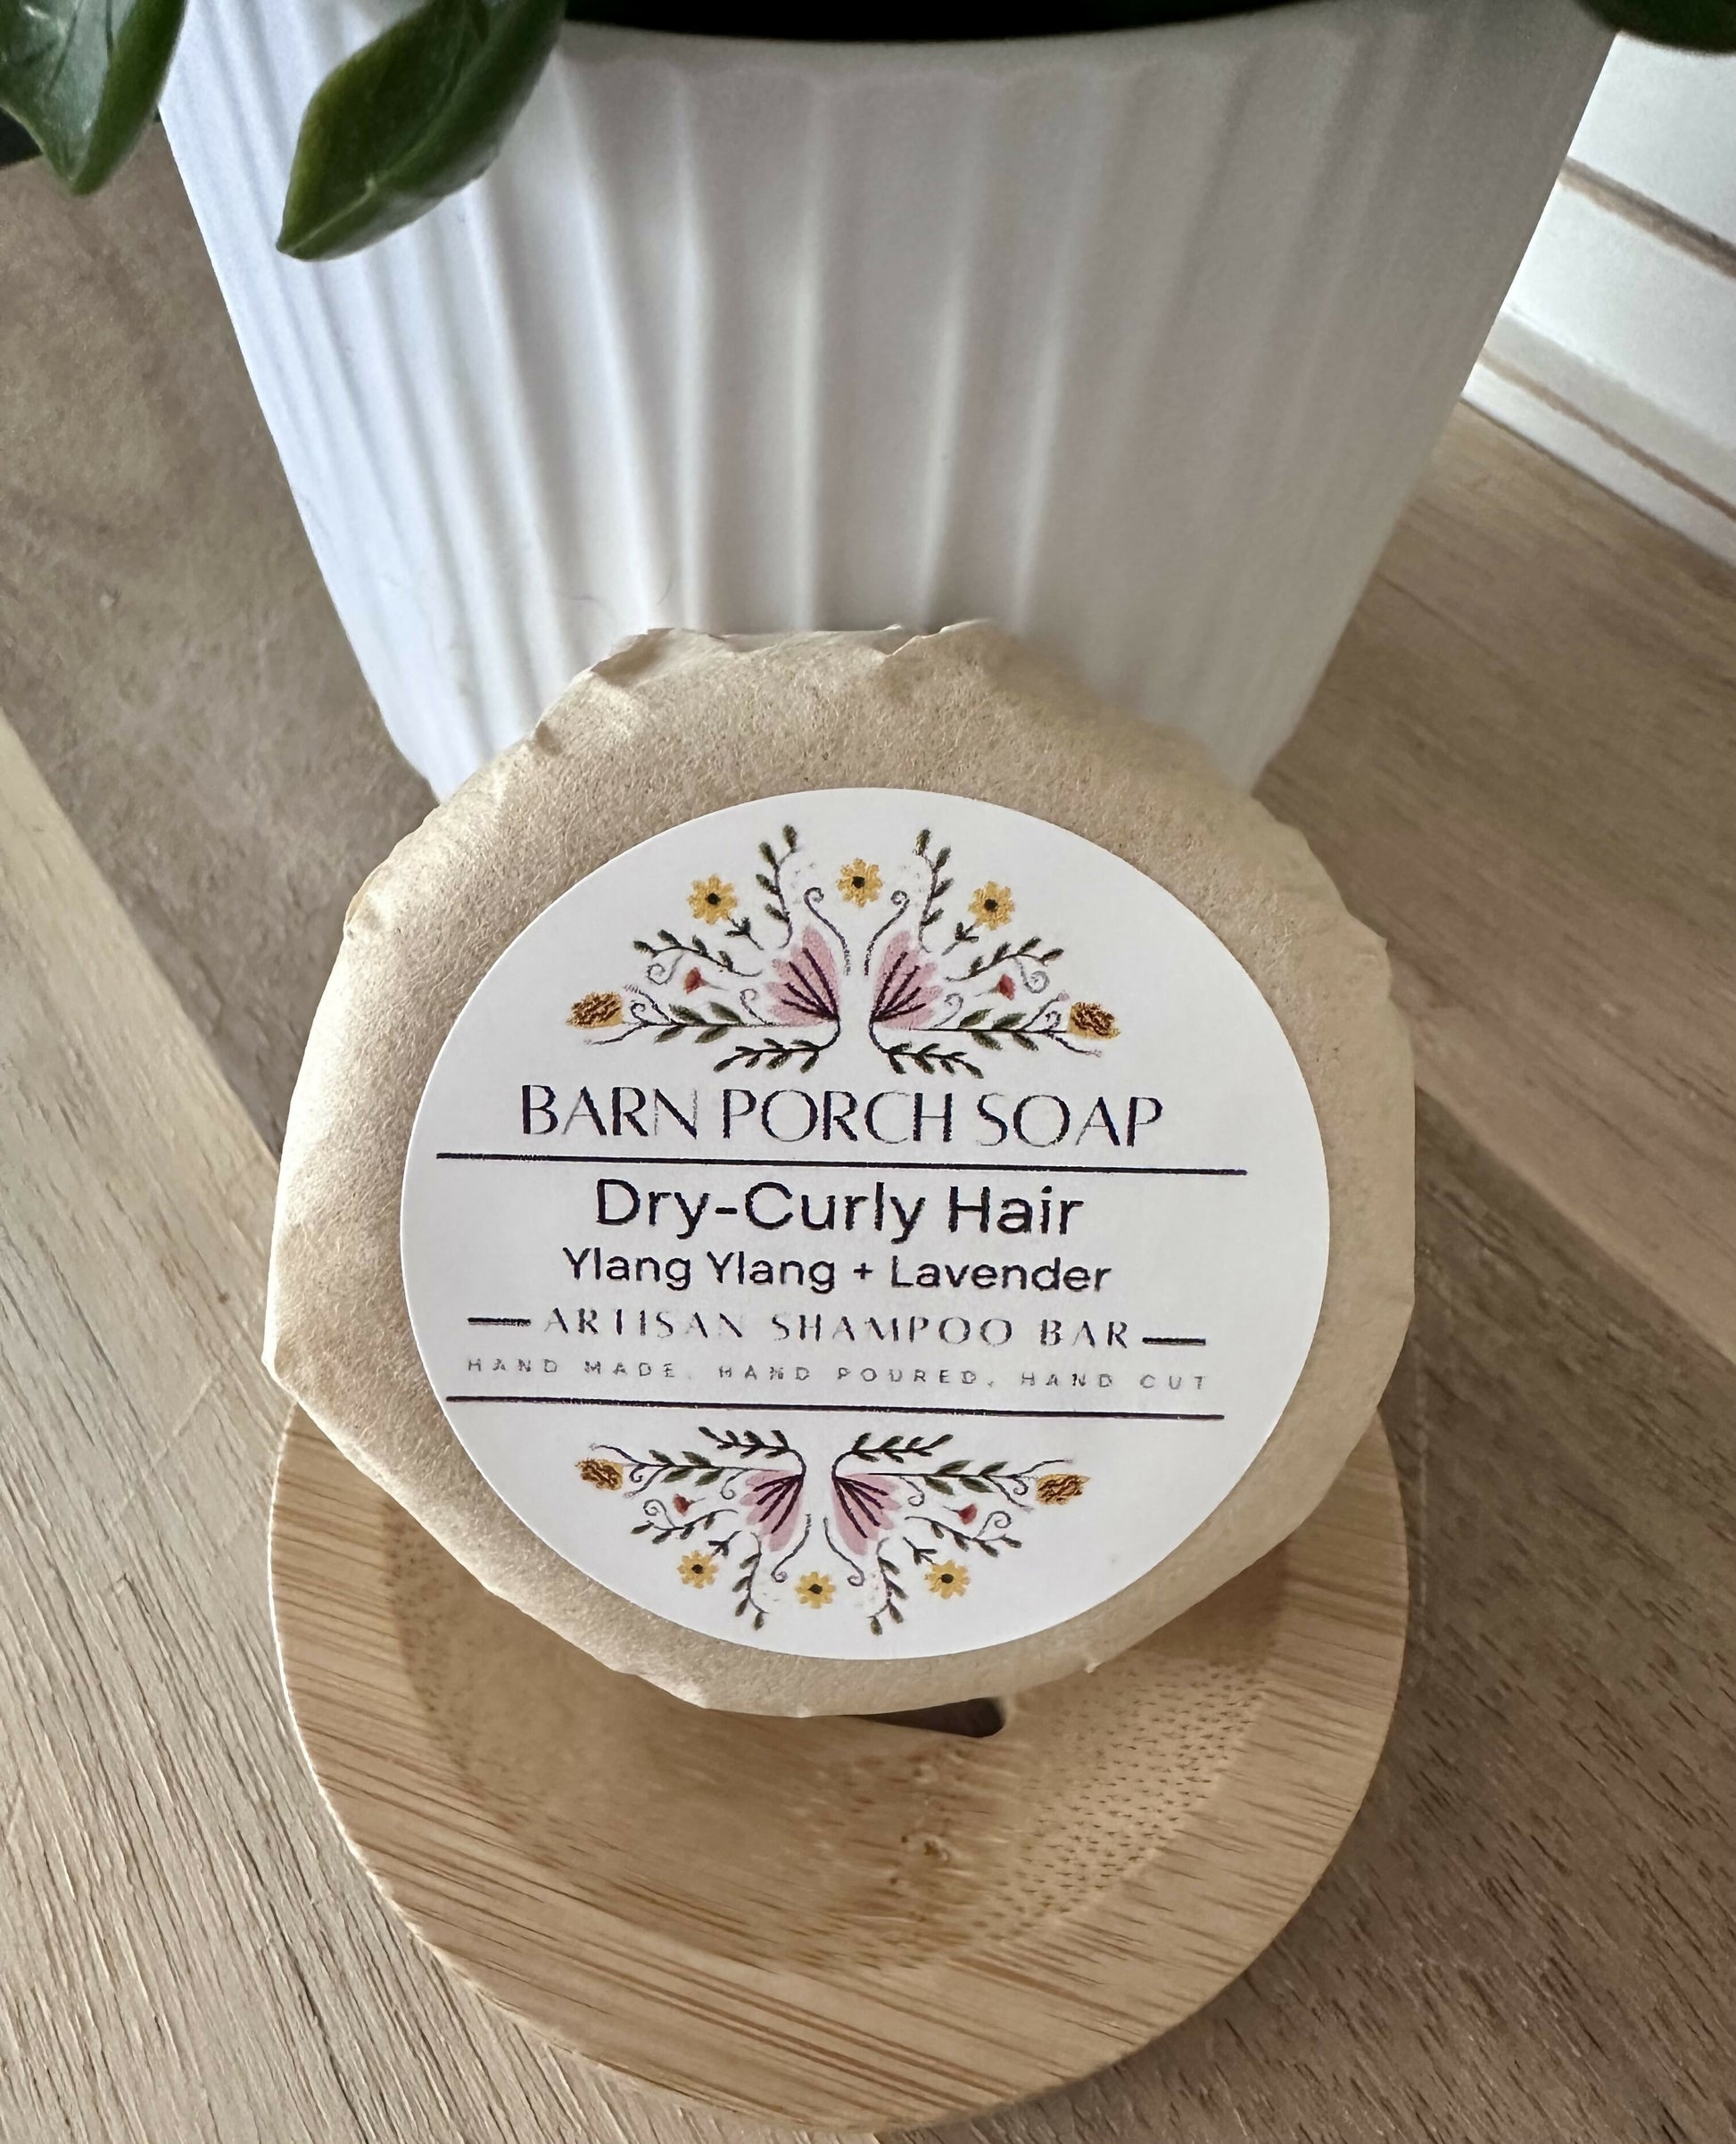 BARN PORCH SOAP
Dry-Curly Hair
Ylang Ylang + Lavender
ARTISAN SHAMPOO BAR
HAND MADE, HAND POURED, HAND CUT